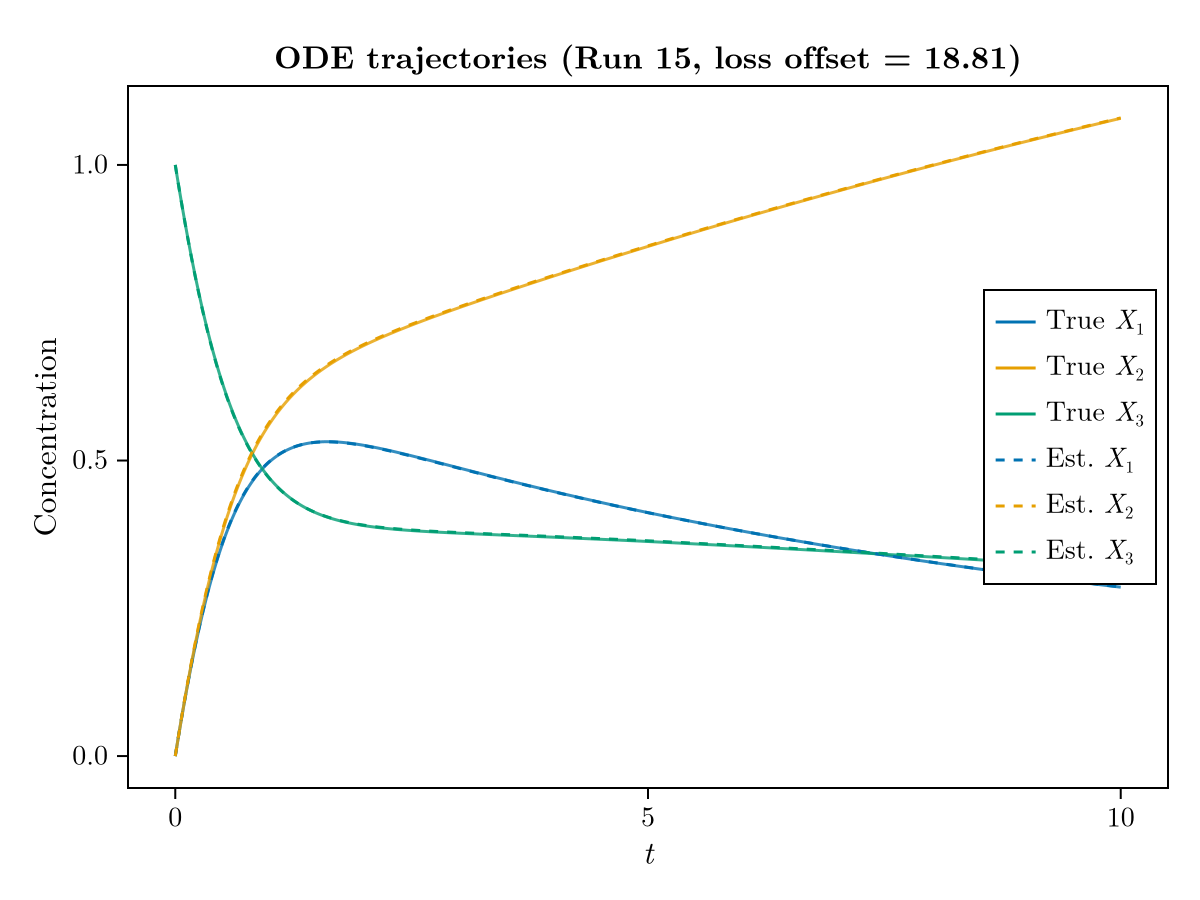 ODE trajectories (Run 15, loss offset = 18.81)
Concentration
1.0
0.5
0.0
True X₁
True X₂
True X₃
Est. X₁
Est. X₂
Est. X₃
0 5 10
t